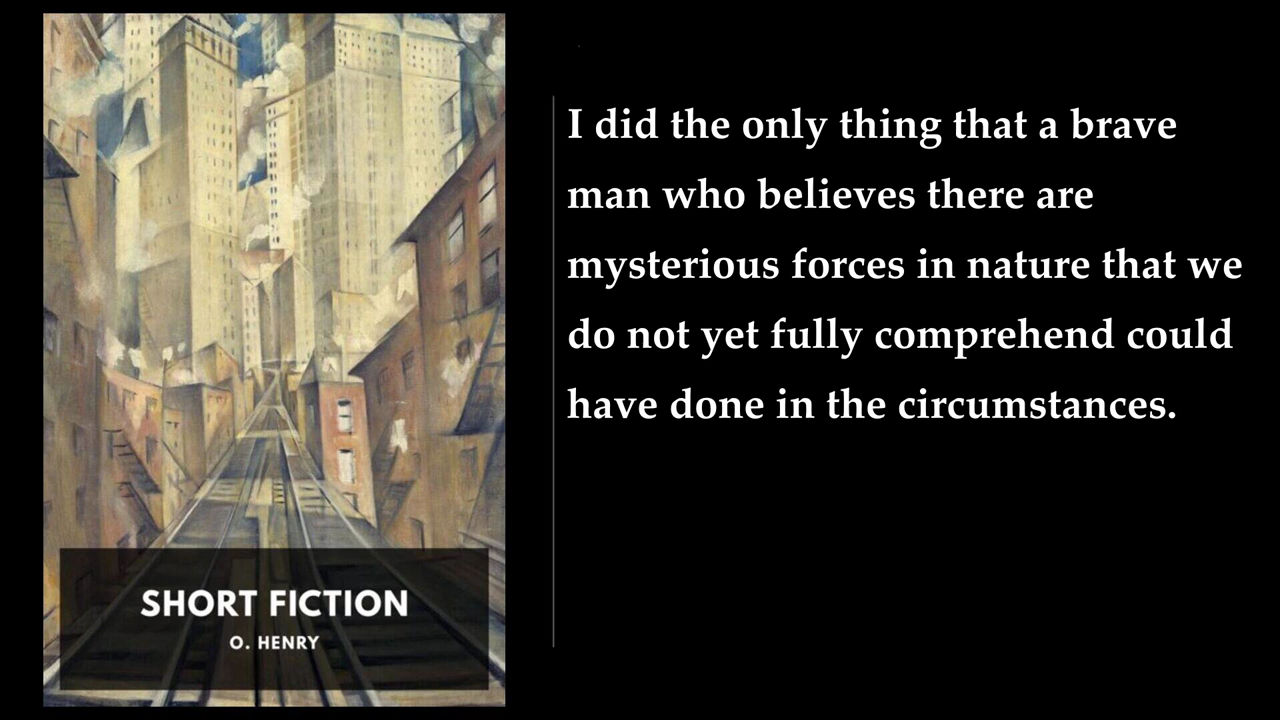 I did the only thing that a brave
man who believes there are
mysterious forces in nature that we
do not yet fully comprehend could
have done in the circumstances.
SHORT FICTION
O. HENRY